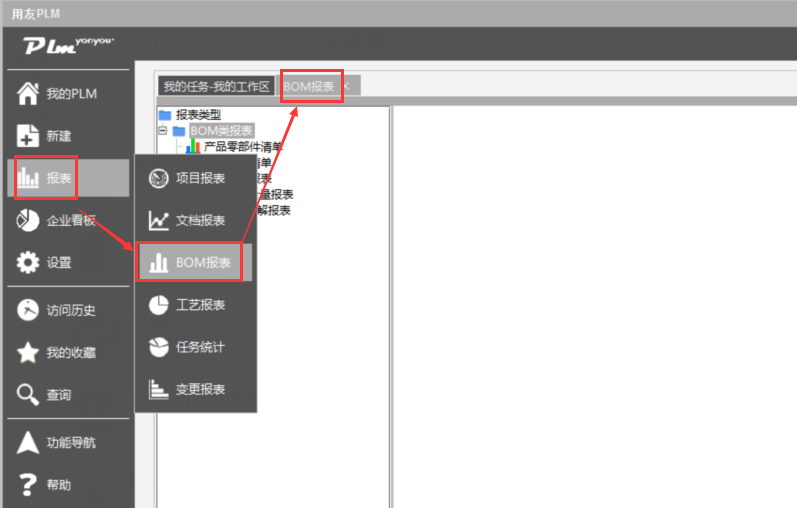 用友PLM
PLM yonyou
我的PLM
新建
报表
企业看板
设置
访问历史
我的收藏
查询
功能导航
帮助
项目报表
文档报表
BOM报表
工艺报表
任务统计
变更报表
我的任务-我的工作区
BOM报表
报表类型
BOM类报表
产品零部件清单
清单
报表
量报表
解报表